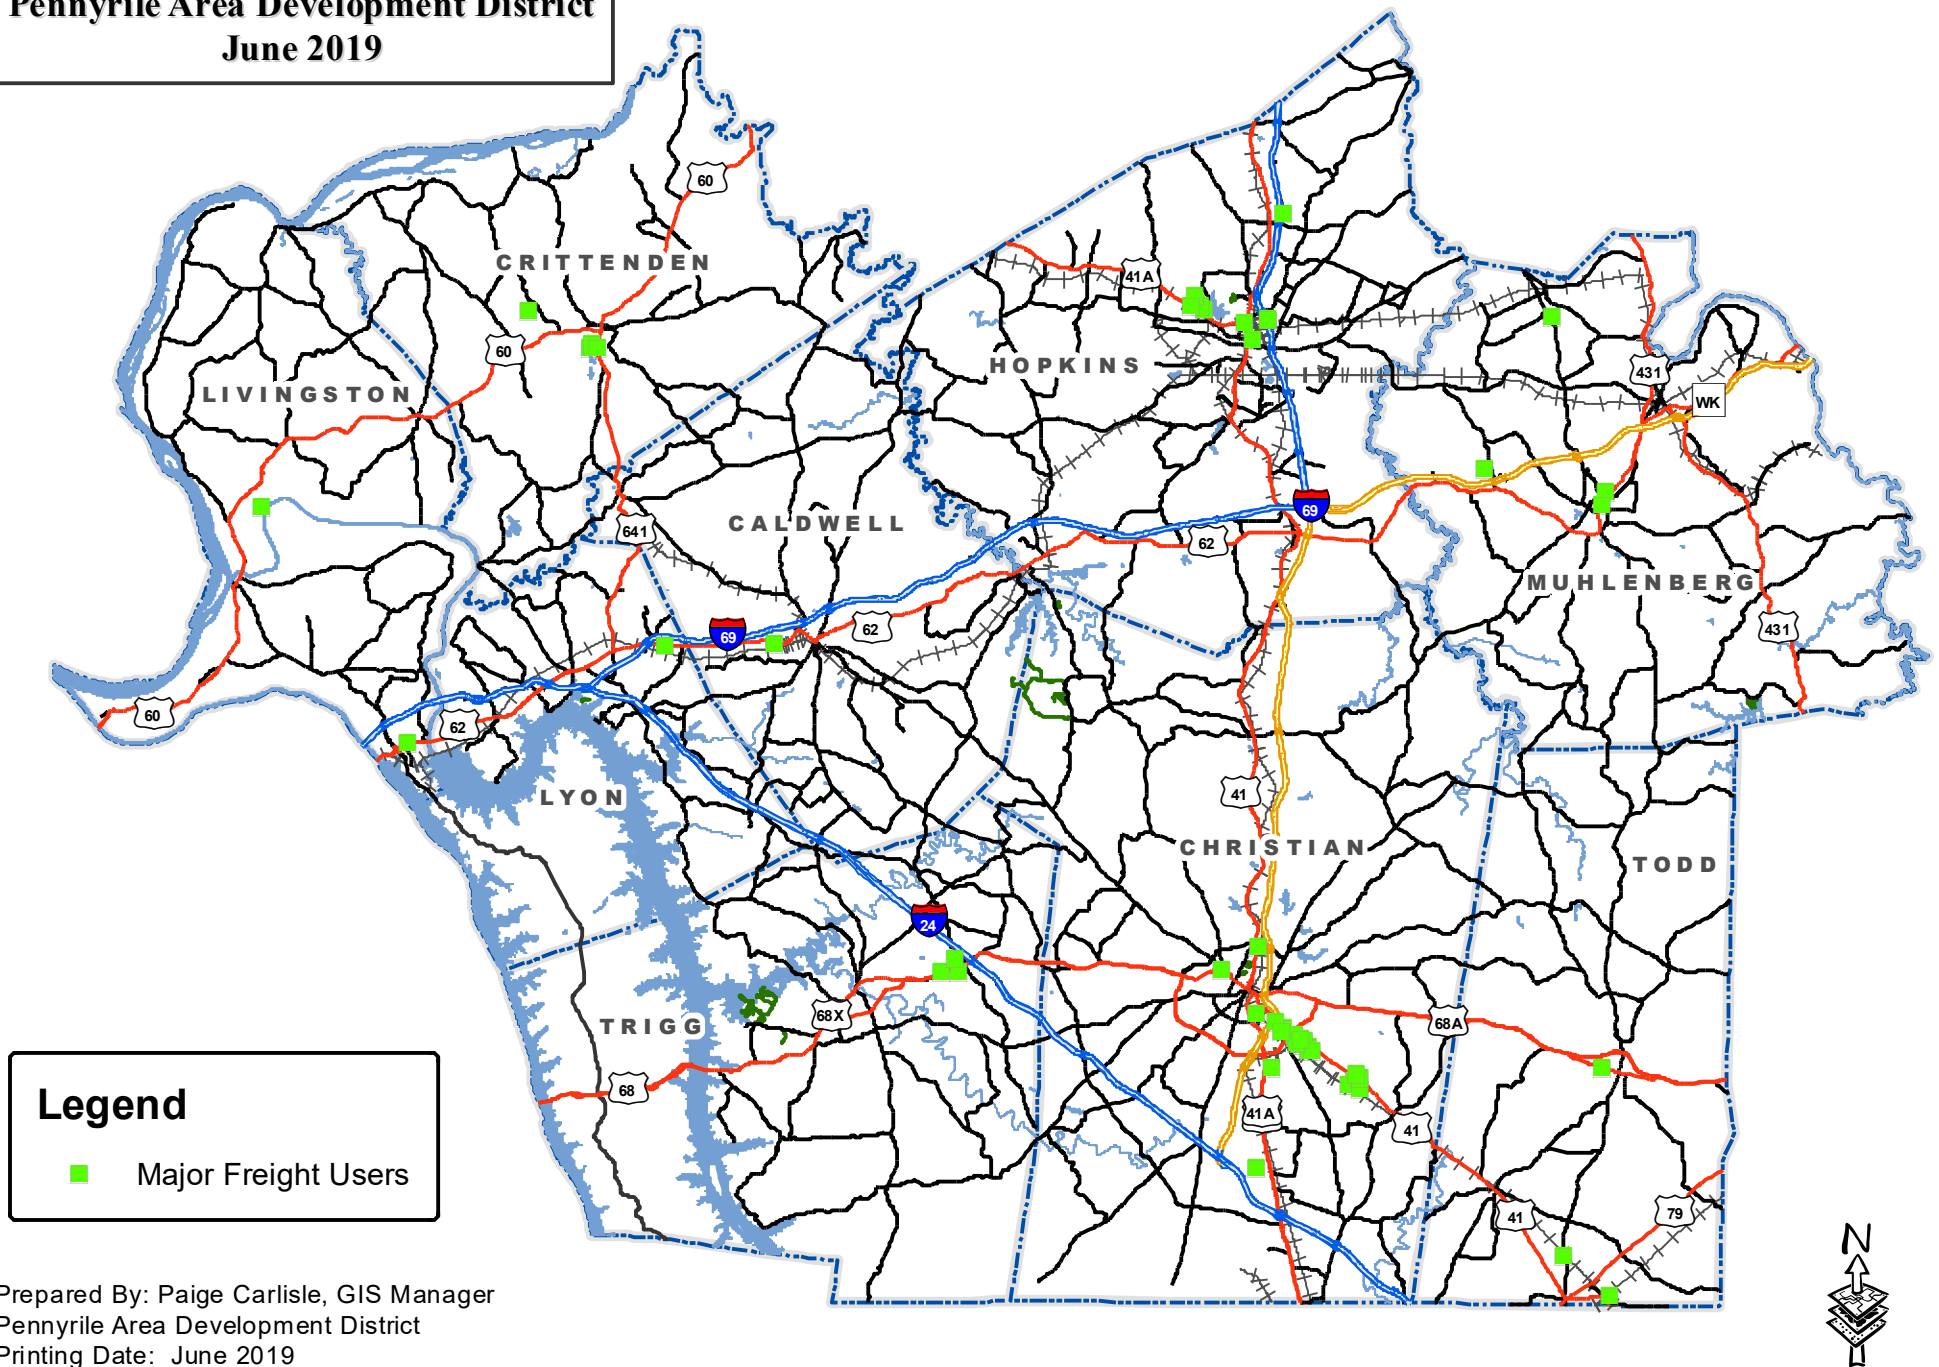 Pennyrile Area Development District
June 2019
60
CRITTENDEN
41A
60
HOPKINS
431
LIVINGSTON
WK
69
641
CALDWELL
62
MUHLENBERG
69
62
431
60
62
LYON
41
CHRISTIAN
TODD
24
68X
TRIGG
68A
68
41A
41
41
79
Legend
Major Freight Users
N
Prepared By: Paige Carlisle, GIS Manager
Pennyrile Area Development District
Printing Date: June 2019